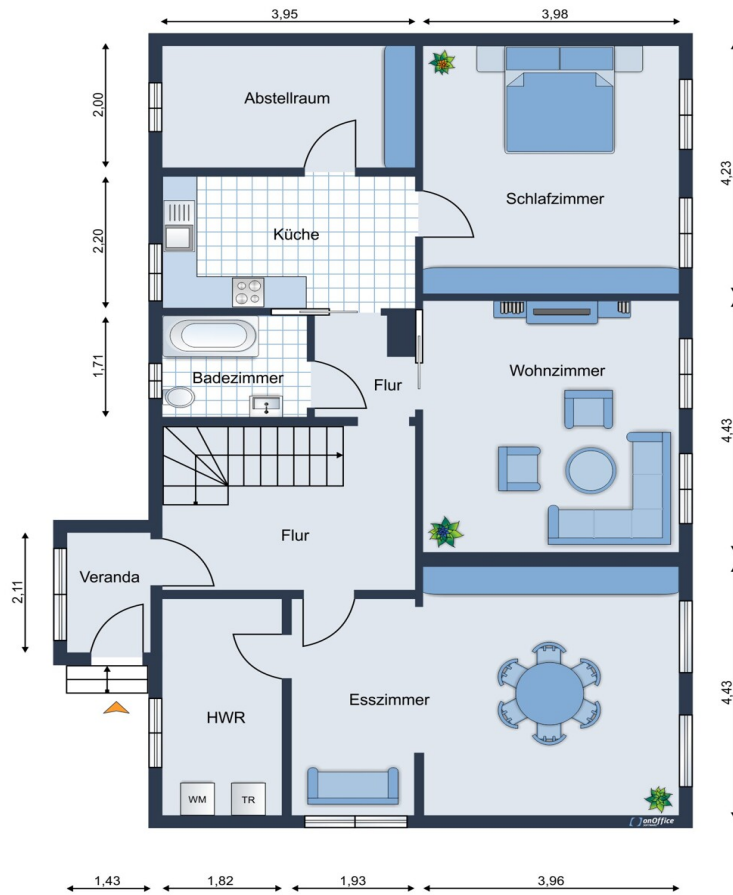 3,95
3,98
2,00
Abstellraum
4,23
Schlafzimmer
2,20
Küche
1,71
Badezimmer
Flur
Wohnzimmer
4,43
Flur
2,11
Veranda
Esszimmer
4,43
HWR
WM
TR
onOffice
1,43
1,82
1,93
3,96